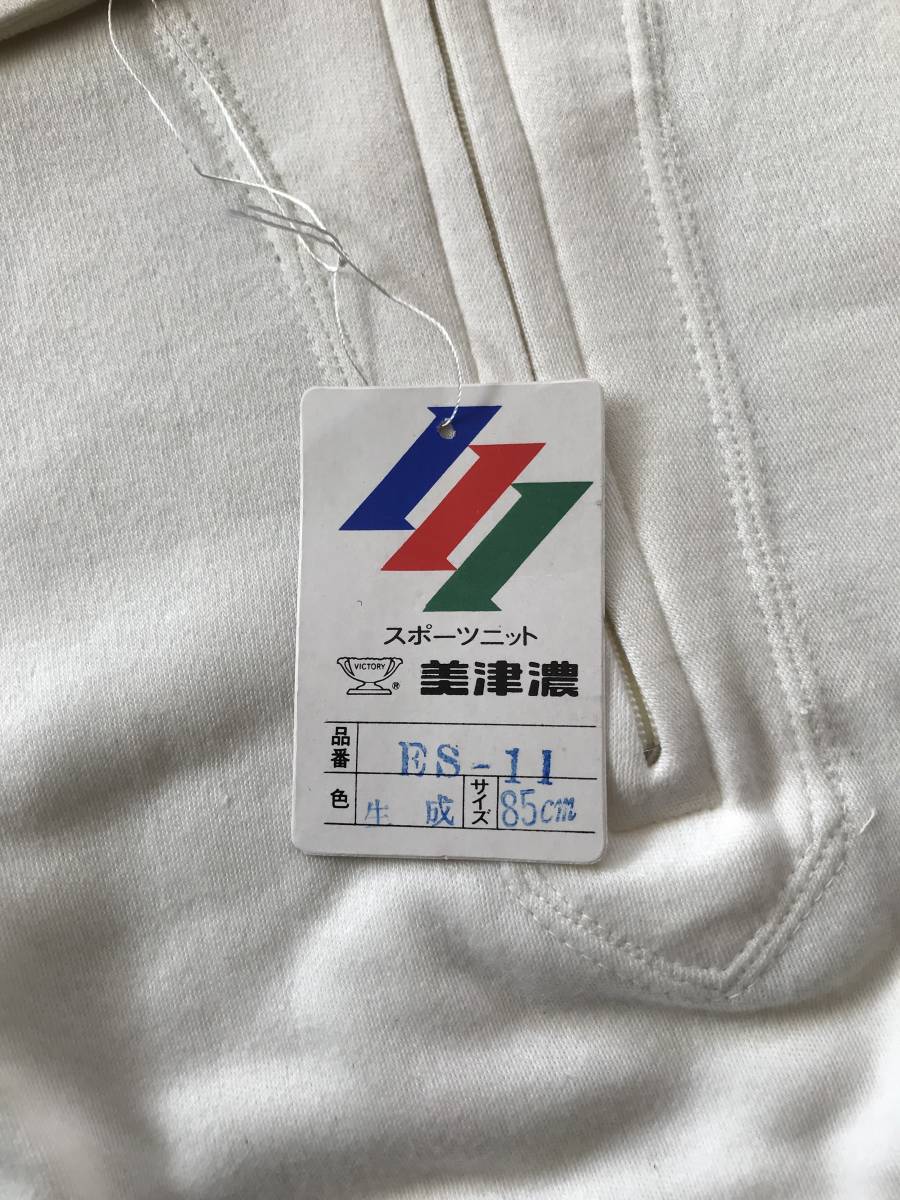 スポーツニット
VICTORY ® 美津濃
品番 ES-11
色 生成 サイズ 85cm